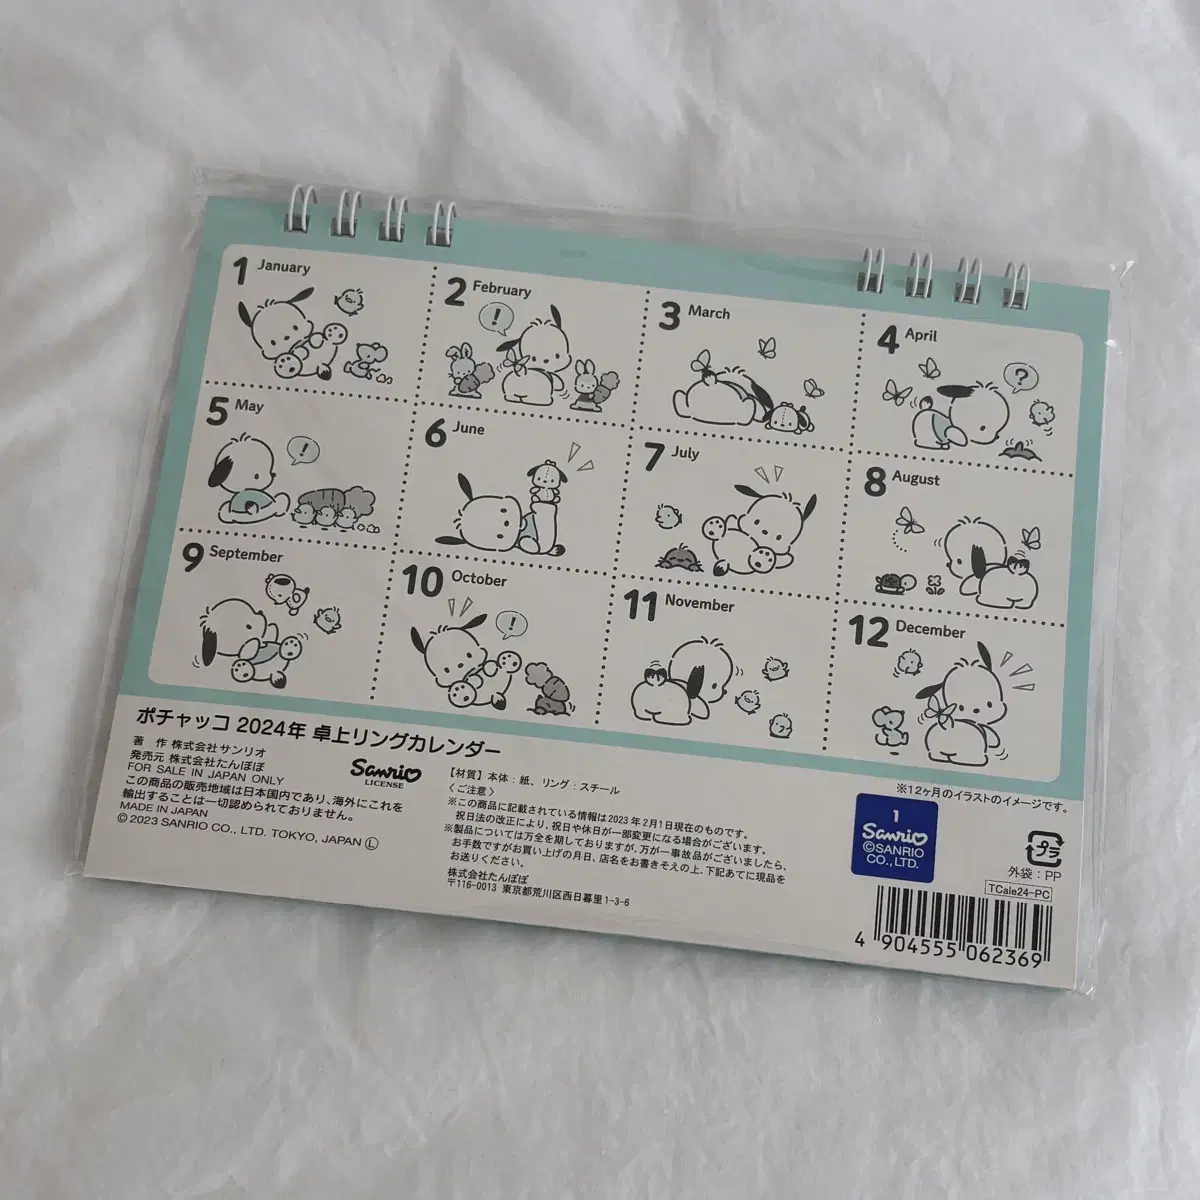 1 January
2 February
!
3 March
4 April
?
5 May
!
6 June
7 July
8 August
9 September
10 October
!
11 November
12 December
ポチャッコ 2024年 卓上リングカレンダー
著 作 株式会社サンリオ
発売元 株式会社たんぽぽ
FOR SALE IN JAPAN ONLY
この商品の販売地域は日本国内であり、海外にこれを
輸出することは一切認められておりません。
MADE IN JAPAN
©2023 SANRIO CO., LTD. TOKYO, JAPAN Ⓛ
Sanrio
LICENSE
【材質】本体:紙、リング:スチール
〈ご注意〉
※この商品に記載されている情報は2023年2月1日現在のものです。
祝日法の改正により、祝日や休日が一部変更になる場合がございます。
※製品については万全を期しておりますが、万が一事故品がございましたら、
お手数ですがお買い上げの月日、店名をお書きそえの上、下記あてに現品を
お送りください。
株式会社たんぽぽ
〒116-0013 東京都荒川区西日暮里1-3-6
※12ヶ月のイラストのイメージです。
1
Sanrio
©SANRIO
CO., LTD.
プラ
外袋:PP
TCale24-PC
4 904555 062369